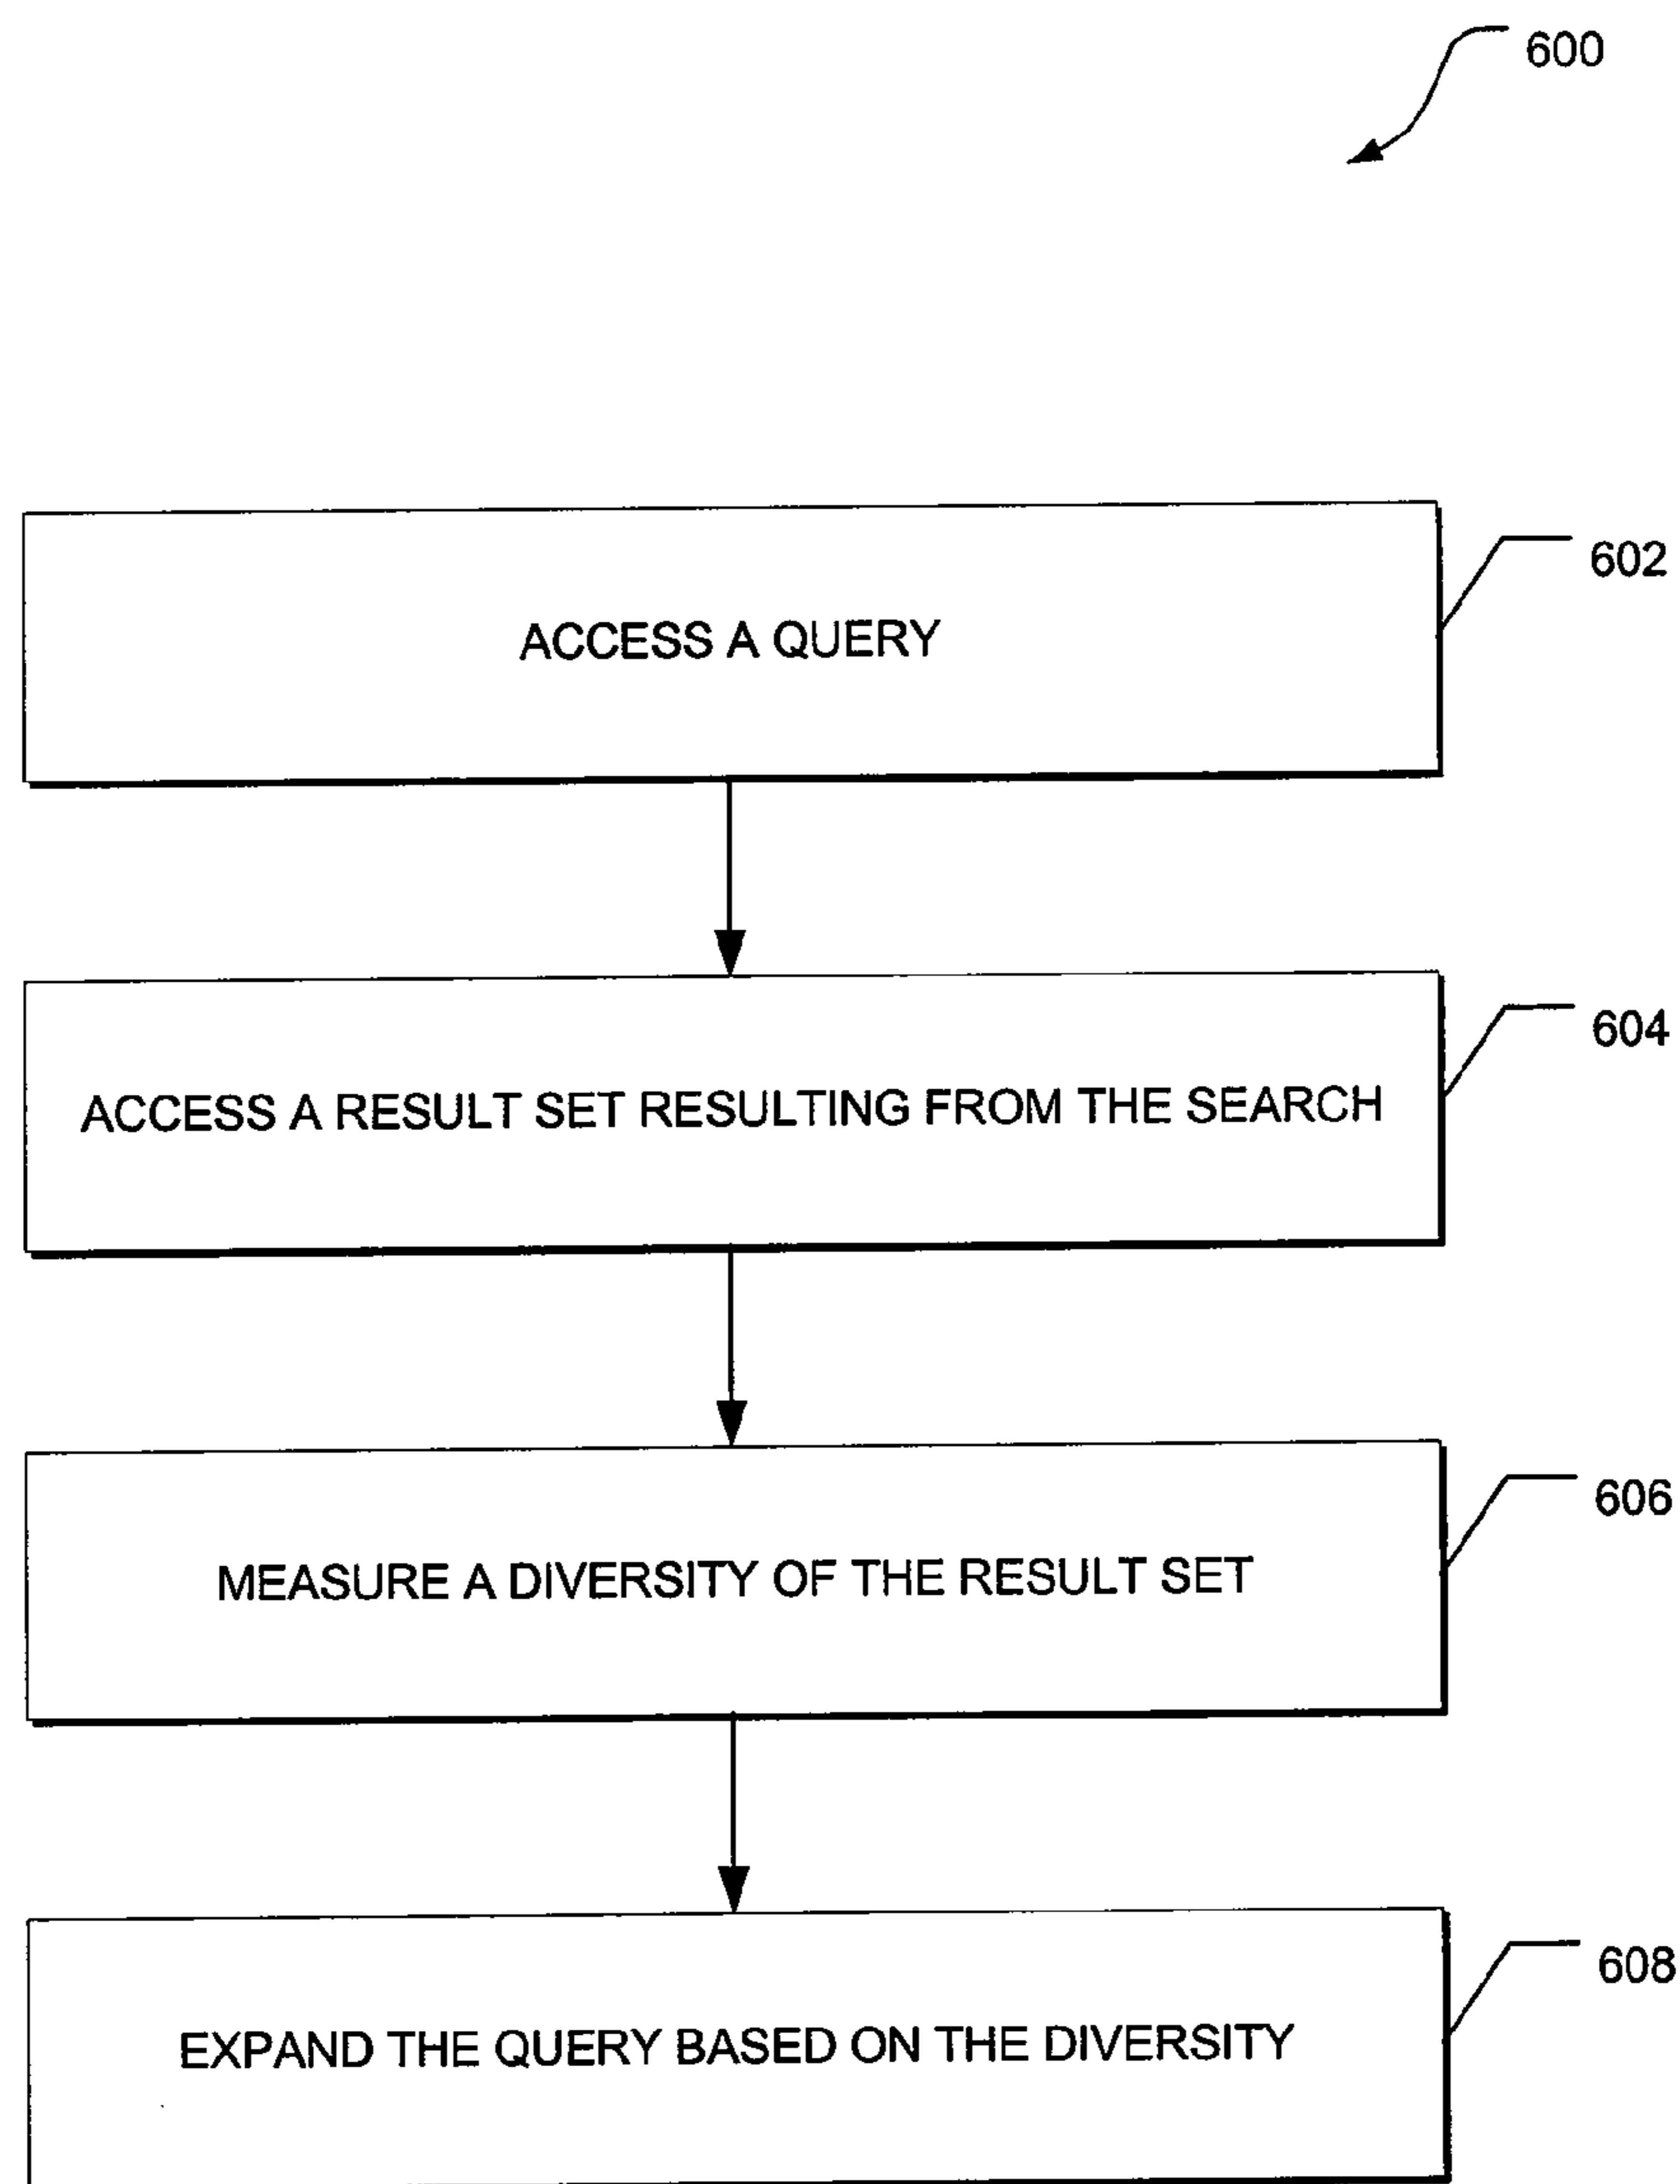 600
602
ACCESS A QUERY
604
ACCESS A RESULT SET RESULTING FROM THE SEARCH
606
MEASURE A DIVERSITY OF THE RESULT SET
608
EXPAND THE QUERY BASED ON THE DIVERSITY